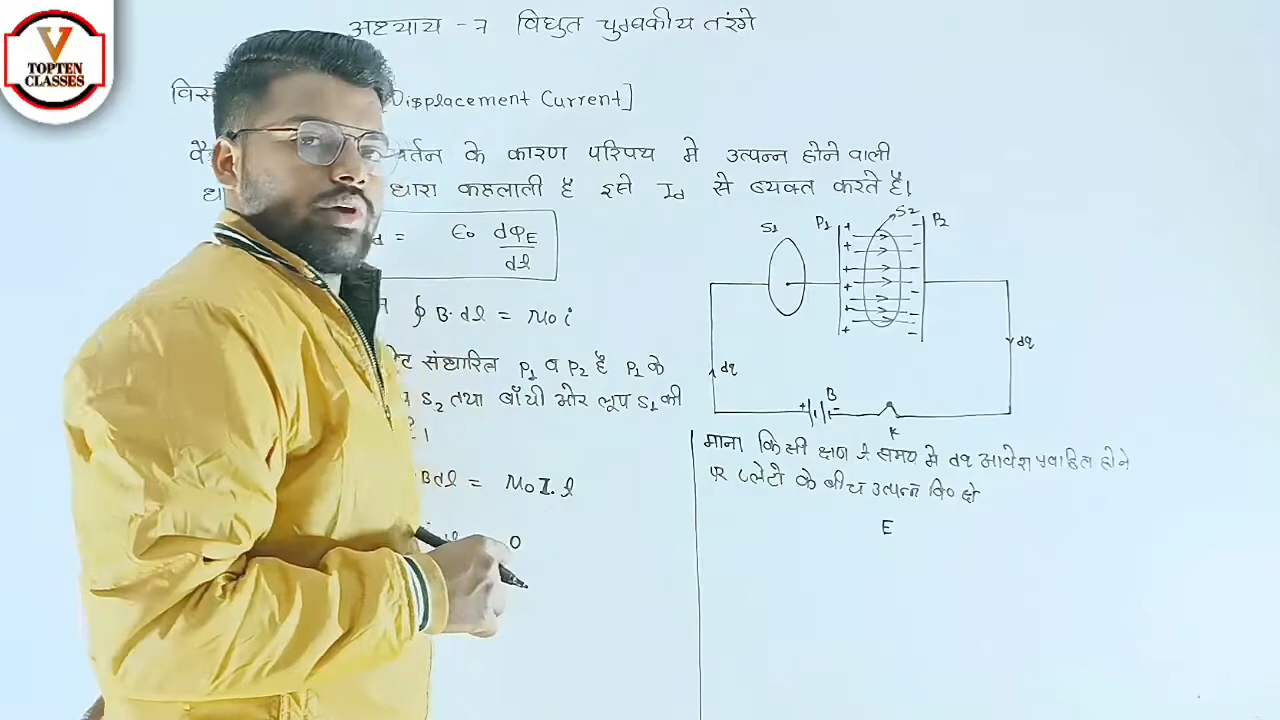 V
TOPTEN
CLASSES
अध्याय - 7 विद्युत चुम्बकीय तरंगे
[Displacement Current]
के कारण परिपथ मे उत्पन्न होने वाली
धारा कहलाती है इसे Id से व्यक्त करते है।
= ϵ₀ dφE
dt
∮ B. dl = μ₀ i
संधारित्र P1 व P2 है P1 के
S2 तथा बाँयी ओर लूप S1 की
है।
Bdl = μ₀ I. l
0
S1 P1 S2 P2
+ + + + + +
- - - - - -
dq dq
+ B -
K
माना किसी क्षण t समय मे dq आवेश प्रवाहित होने
पर प्लेटो के बीच उत्पन्न वि० क्षे
E